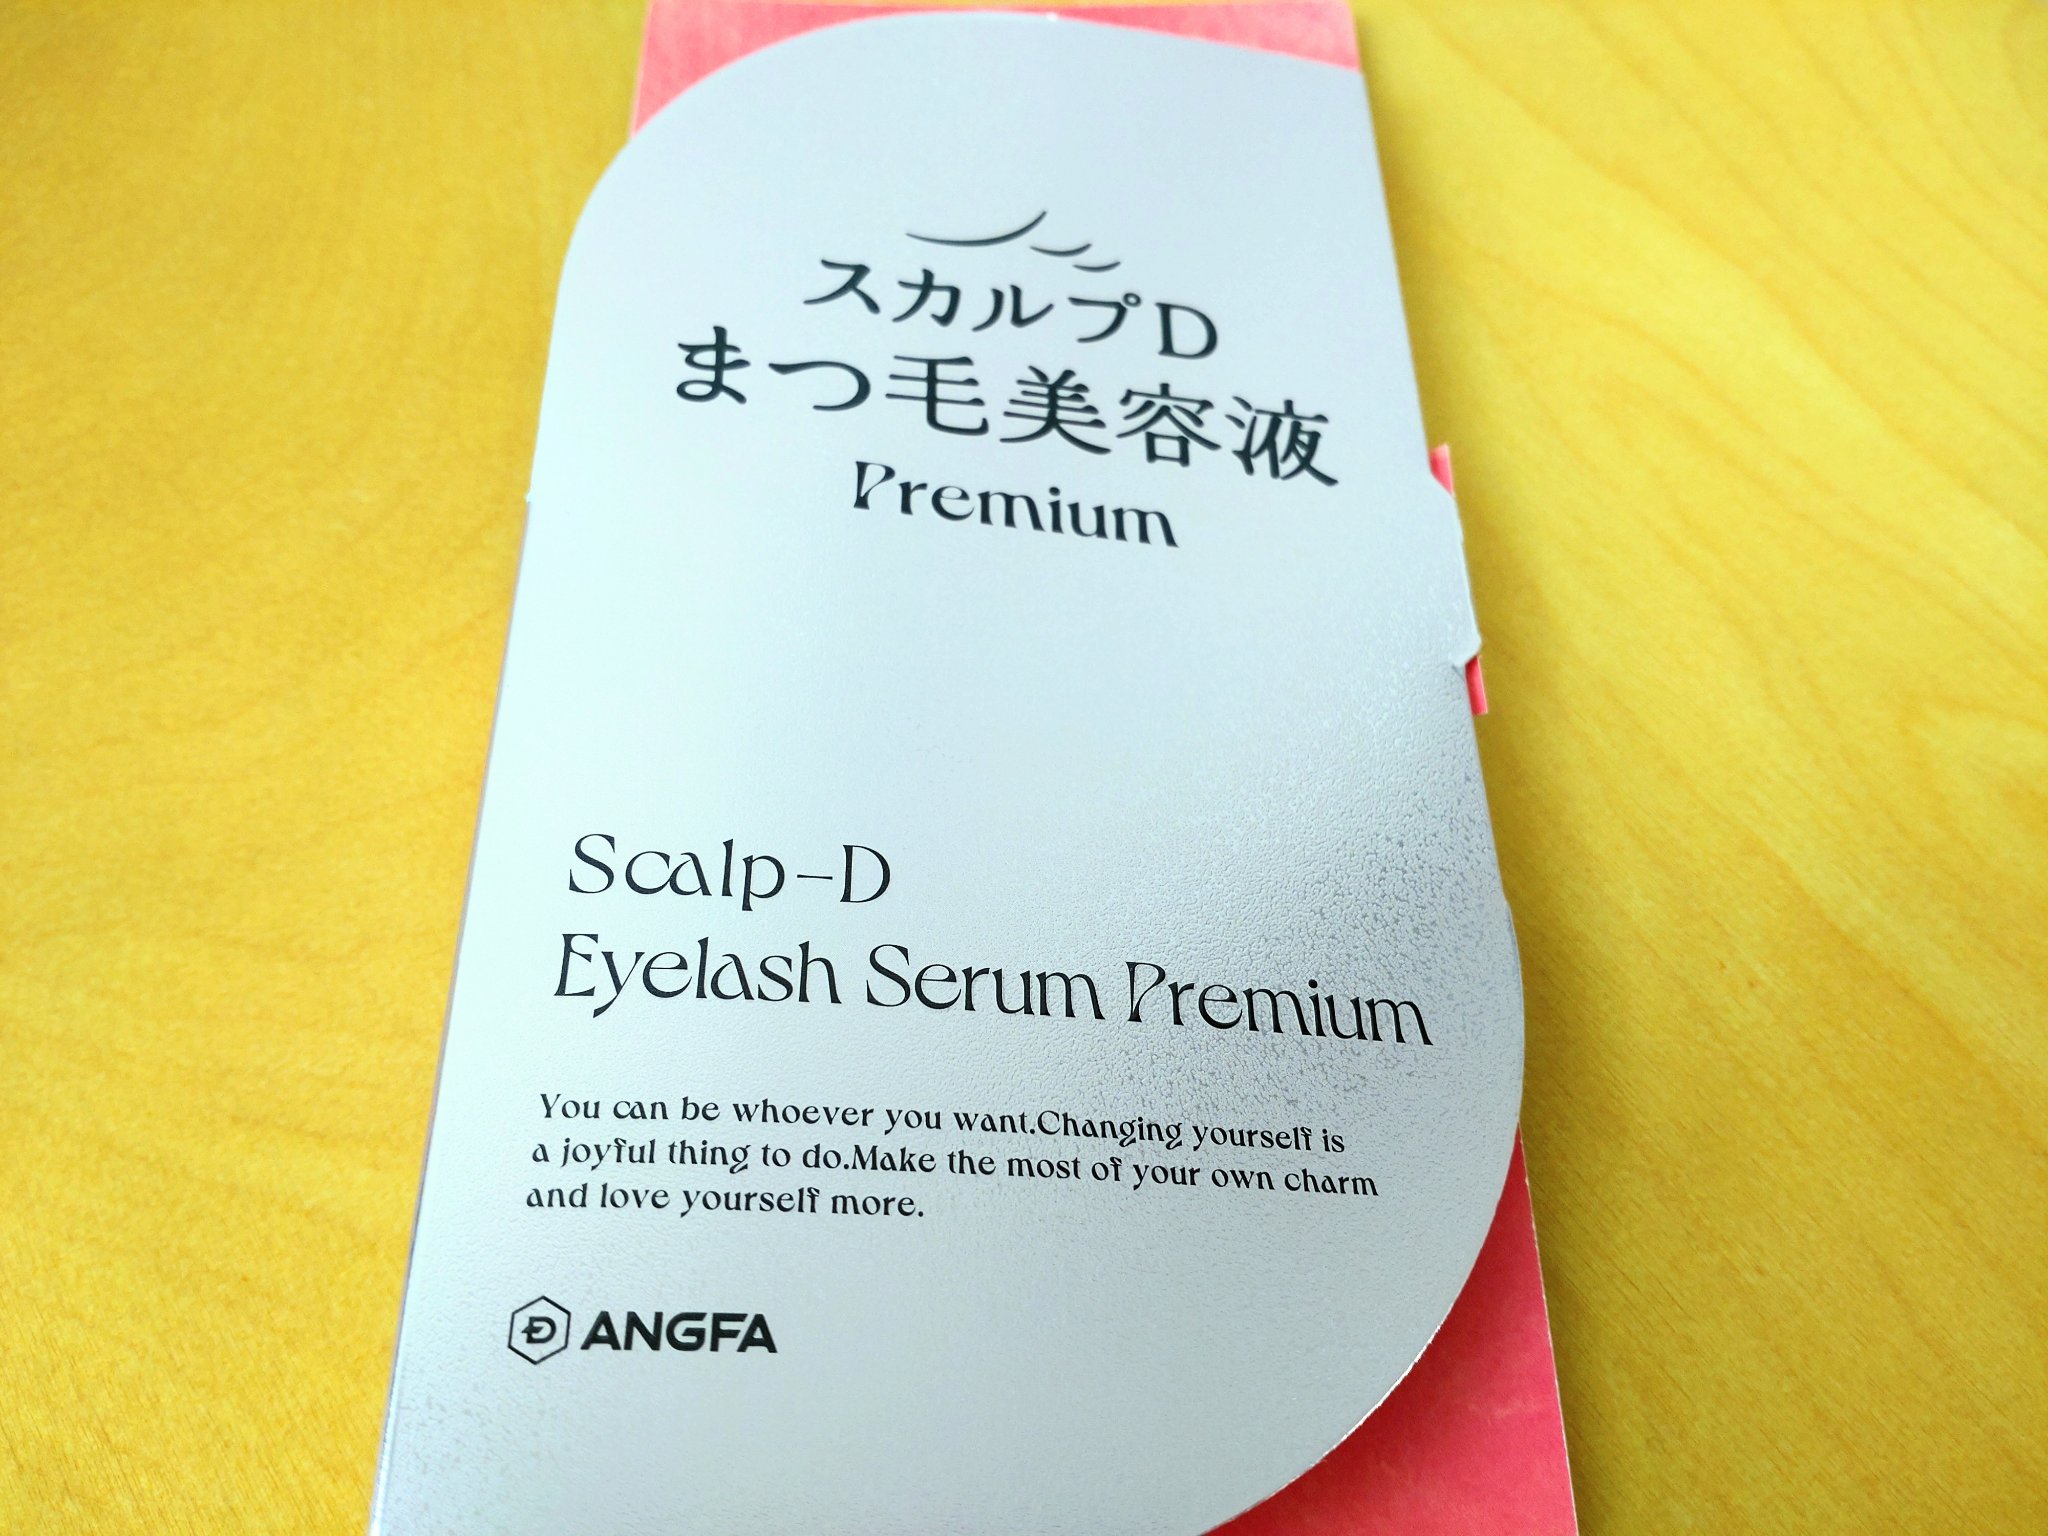 スカルプD
まつ毛美容液
Premium
Scalp-D
Eyelash Serum Premium
You can be whoever you want.Changing yourself is
a joyful thing to do.Make the most of your own charm
and love yourself more.
ANGFA